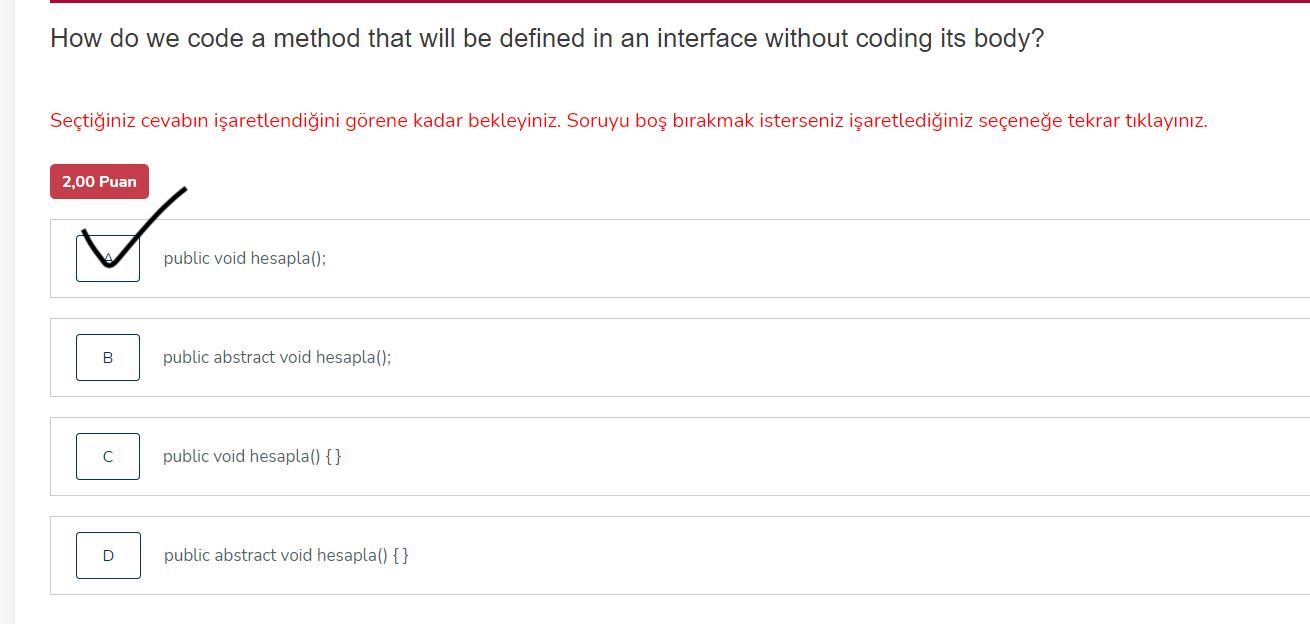 How do we code a method that will be defined in an interface without coding its body?
Seçtiğiniz cevabın işaretlendiğini görene kadar bekleyiniz. Soruyu boş bırakmak isterseniz işaretlediğiniz seçeneğe tekrar tıklayınız.
2,00 Puan
A public void hesapla();
B public abstract void hesapla();
C public void hesapla() { }
D public abstract void hesapla() { }